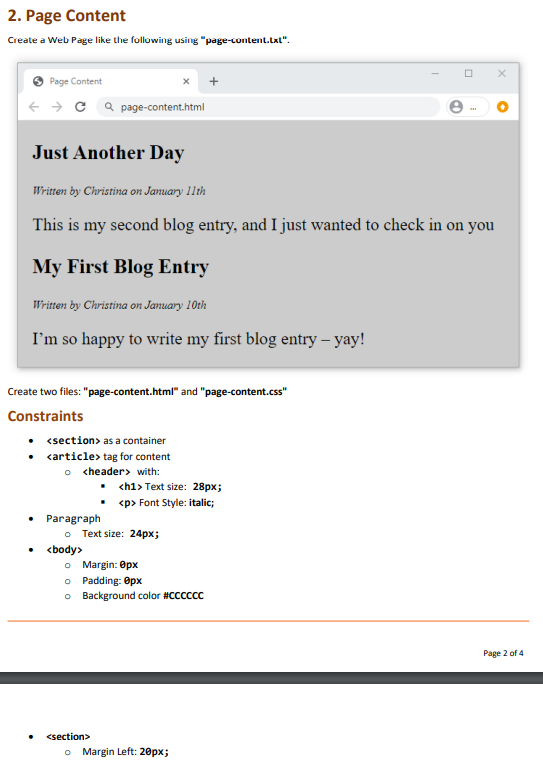 2. Page Content
Create a Web Page like the following using "page-content.txt".
Page Content
page-content.html
...
Just Another Day
Written by Christina on January 11th
This is my second blog entry, and I just wanted to check in on you
My First Blog Entry
Written by Christina on January 10th
I’m so happy to write my first blog entry – yay!
Create two files: "page-content.html" and "page-content.css"
Constraints
• <section> as a container
• <article> tag for content
o <header> with:
▪ <h1> Text size: 28px;
▪ <p> Font Style: italic;
• Paragraph
o Text size: 24px;
• <body>
o Margin: 0px
o Padding: 0px
o Background color #CCCCCC
Page 2 of 4
• <section>
o Margin Left: 20px;